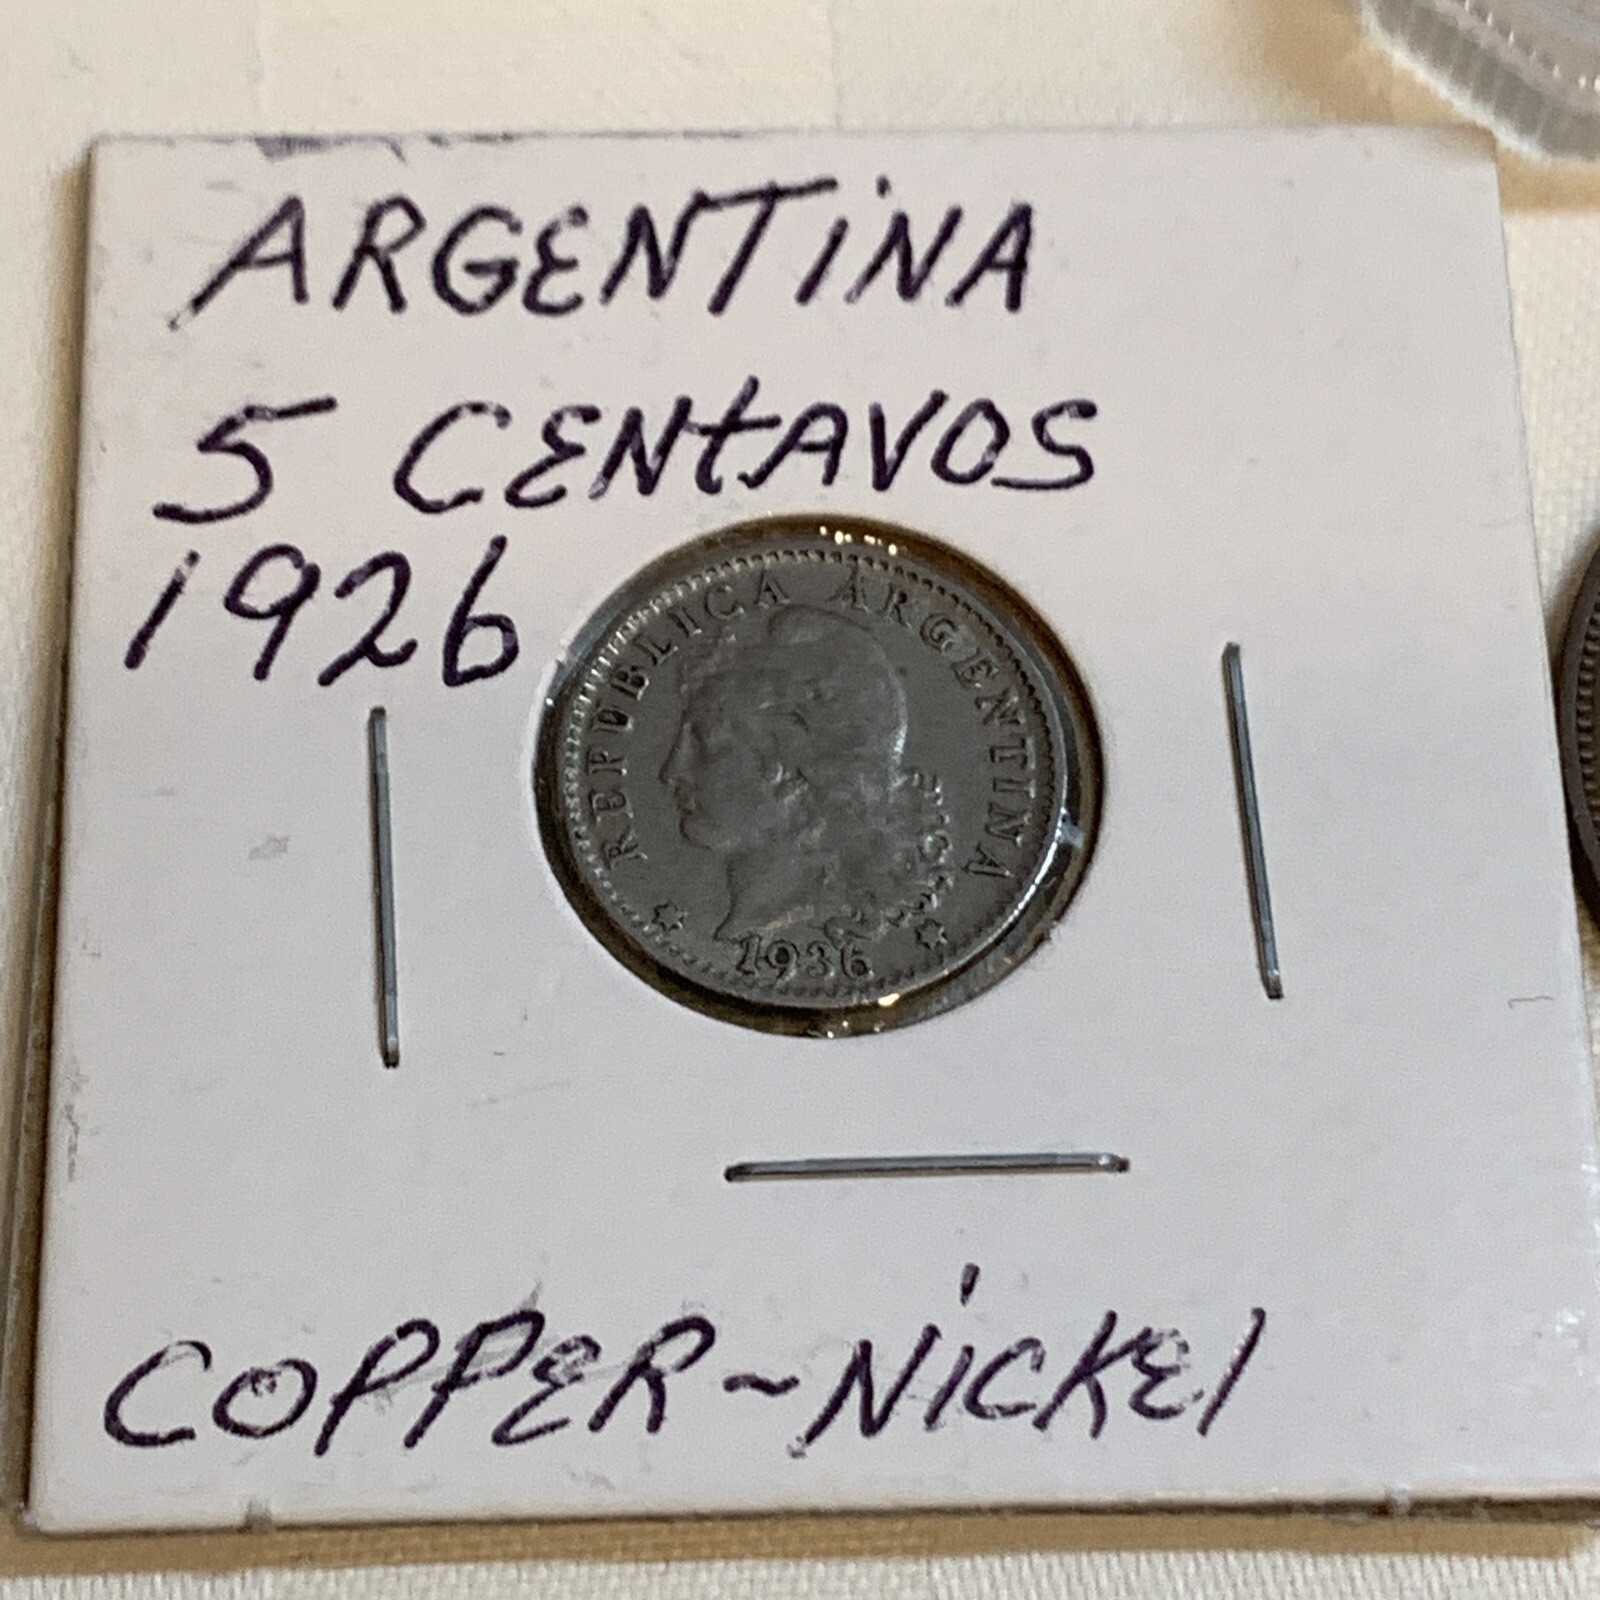 ARGENTINA
5 CENTAVOS
1926
REPUBLICA ARGENTINA
1936
COPPER~NICKEL